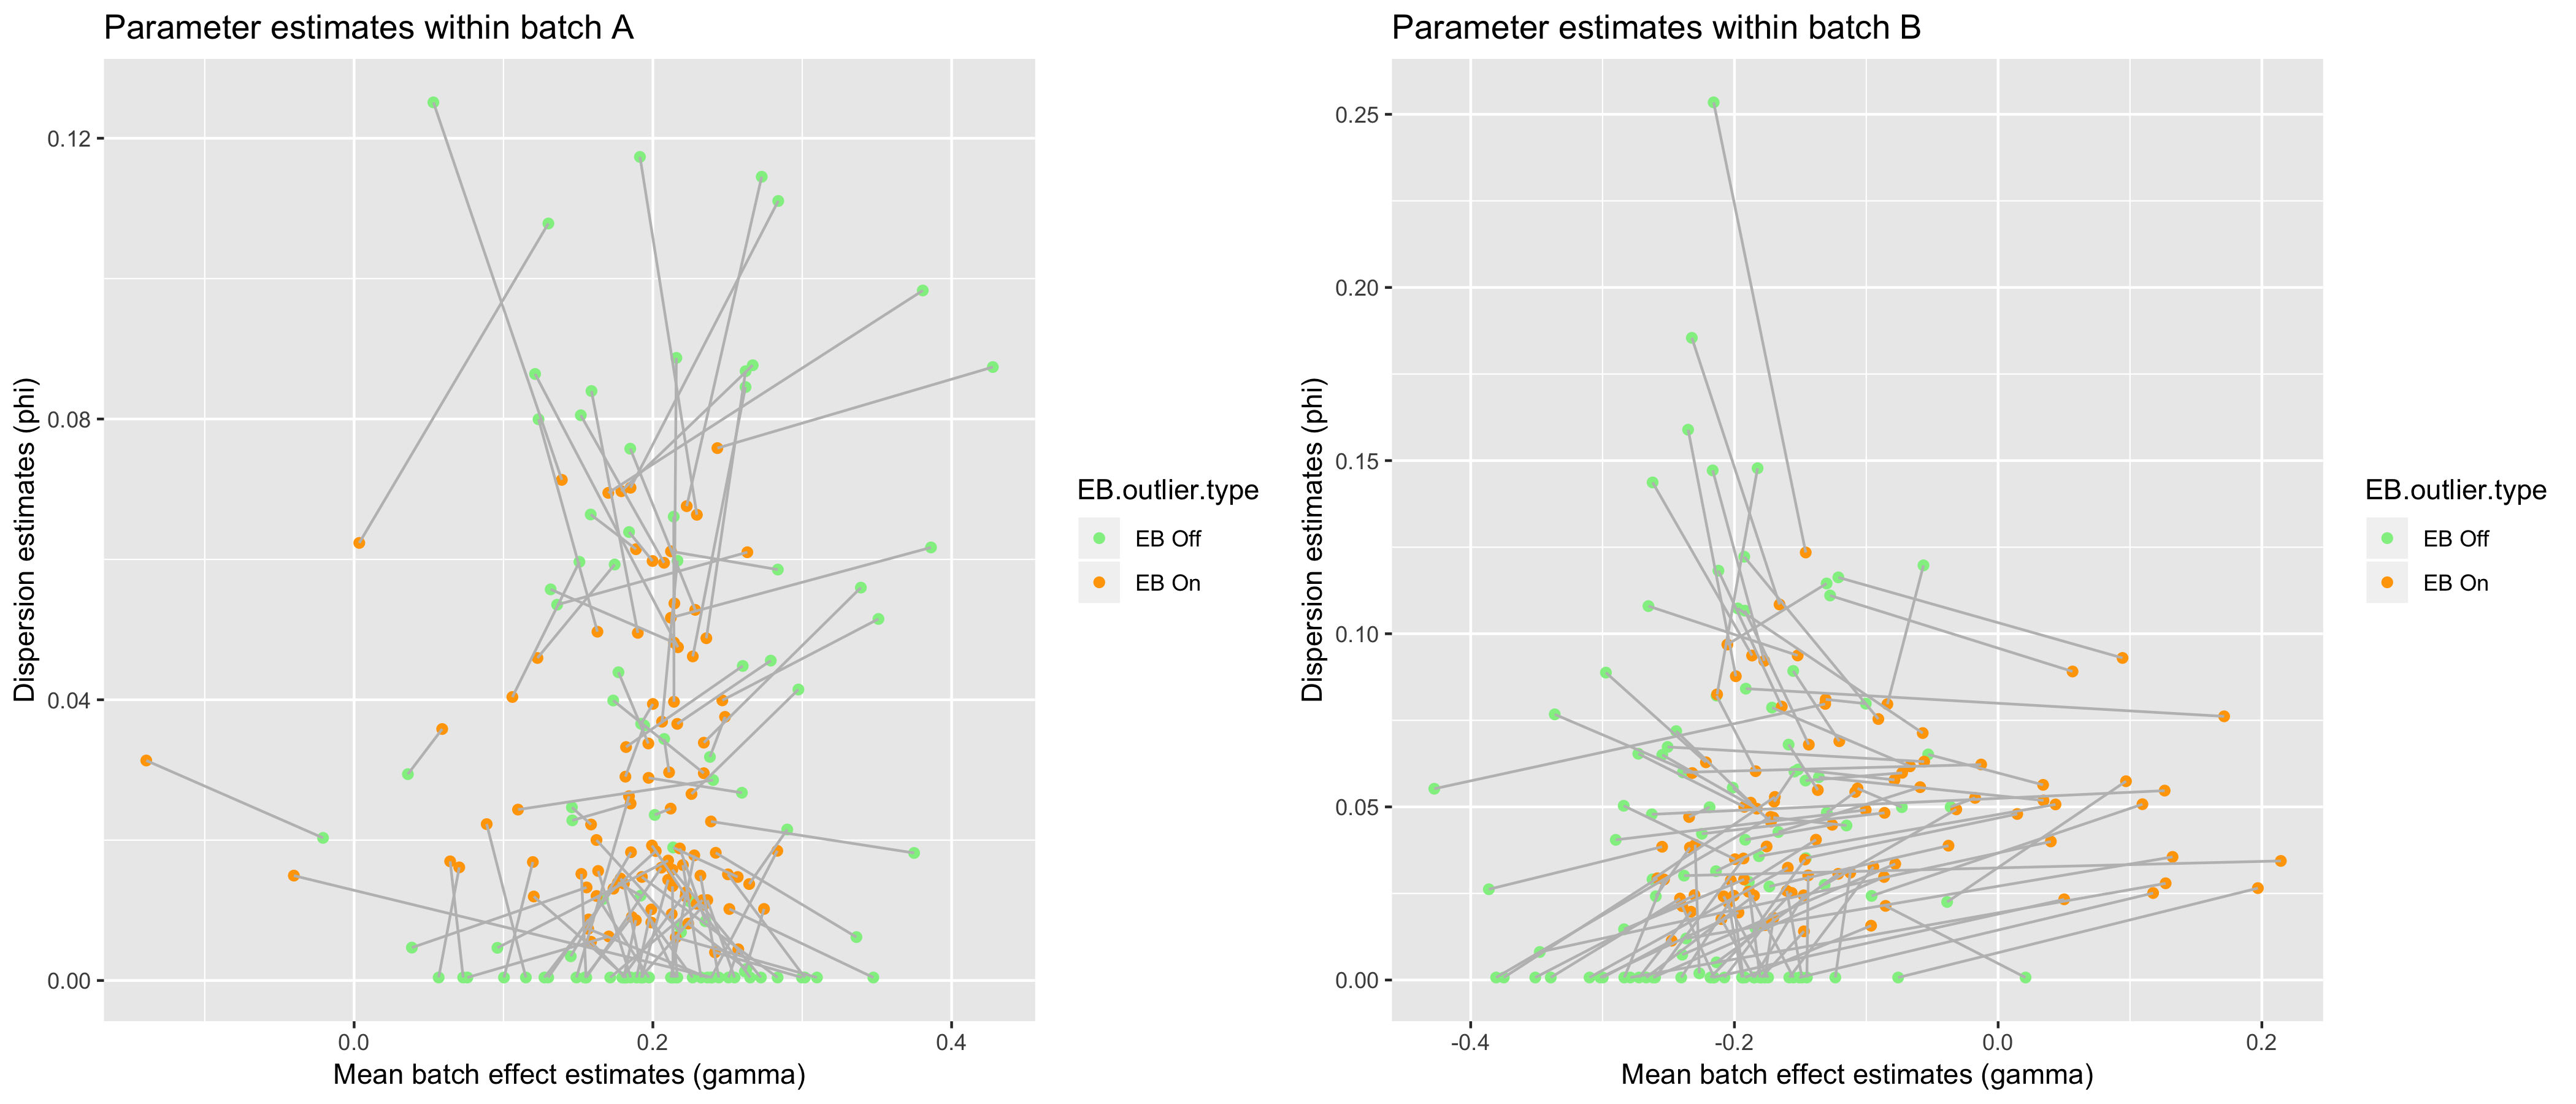 Parameter estimates within batch A
Dispersion estimates (phi)
0.12
0.08
0.04
0.00
0.0
0.2
0.4
Mean batch effect estimates (gamma)
EB.outlier.type
EB Off
EB On
Parameter estimates within batch B
Dispersion estimates (phi)
0.25
0.20
0.15
0.10
0.05
0.00
-0.4
-0.2
0.0
0.2
Mean batch effect estimates (gamma)
EB.outlier.type
EB Off
EB On